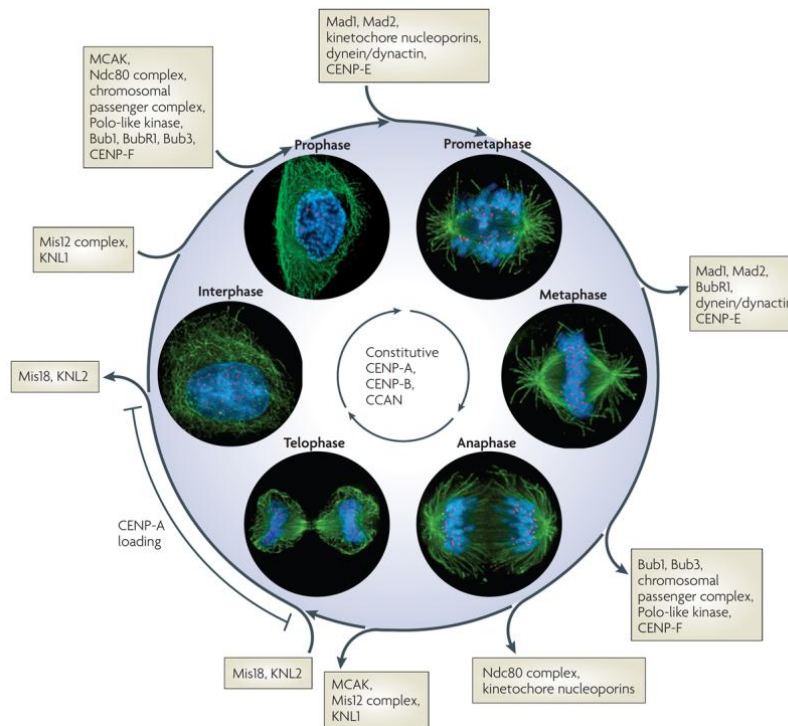 Mad1, Mad2,
kinetochore nucleoporins,
dynein/dynactin,
CENP-E
MCAK,
Ndc80 complex,
chromosomal
passenger complex,
Polo-like kinase,
Bub1, BubR1, Bub3,
CENP-F
Prophase
Prometaphase
Mis12 complex,
KNL1
Mad1, Mad2,
BubR1,
dynein/dynactin
CENP-E
Interphase
Metaphase
Constitutive
CENP-A,
CENP-B,
CCAN
Mis18, KNL2
Telophase
Anaphase
CENP-A
loading
Bub1, Bub3,
chromosomal
passenger complex,
Polo-like kinase,
CENP-F
Mis18, KNL2
MCAK,
Mis12 complex,
KNL1
Ndc80 complex,
kinetochore nucleoporins